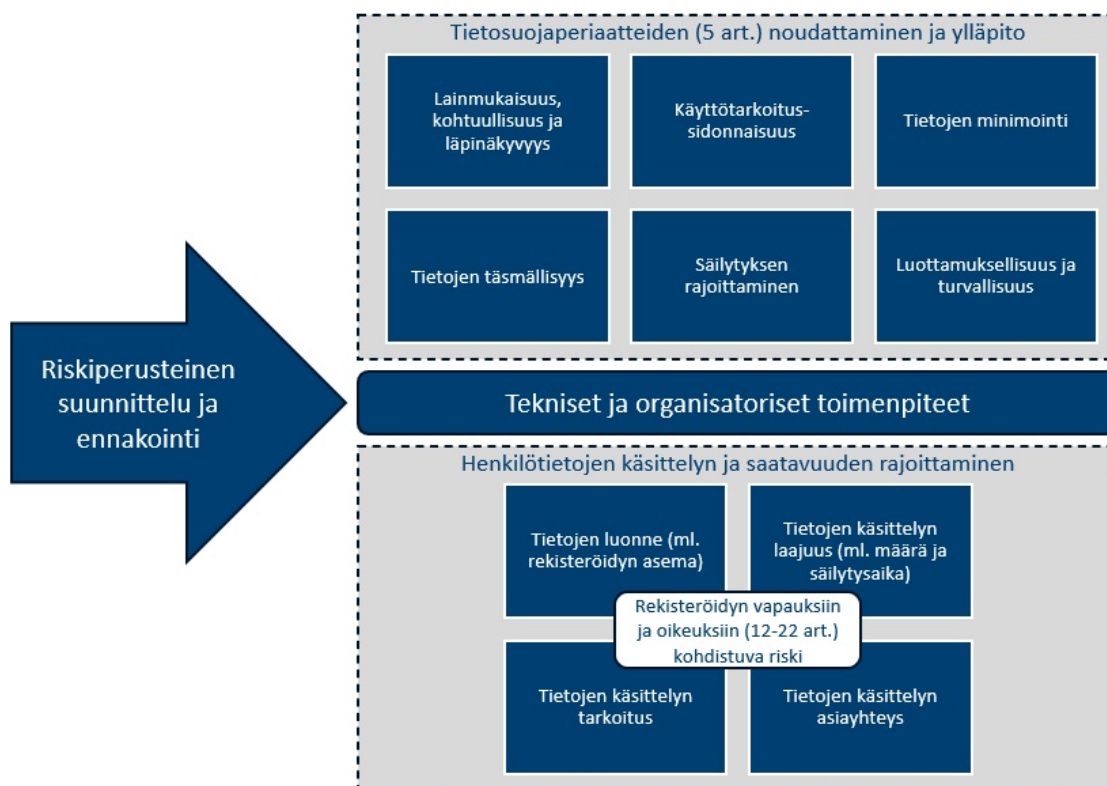 Tietosuojaperiaatteiden (5 art.) noudattaminen ja ylläpito
Lainmukaisuus,
kohtuullisuus ja
läpinäkyvyys
Käyttötarkoitus-
sidonnaisuus
Tietojen minimointi
Tietojen täsmällisyys
Säilytyksen
rajoittaminen
Luottamuksellisuus ja
turvallisuus
Riskiperusteinen
suunnittelu ja
ennakointi
Tekniset ja organisatoriset toimenpiteet
Henkilötietojen käsittelyn ja saatavuuden rajoittaminen
Tietojen luonne (ml.
rekisteröidyn asema)
Tietojen käsittelyn
laajuus (ml. määrä ja
säilytysaika)
Rekisteröidyn vapauksiin
ja oikeuksiin (12-22 art.)
kohdistuva riski
Tietojen käsittelyn
tarkoitus
Tietojen käsittelyn
asiayhteys